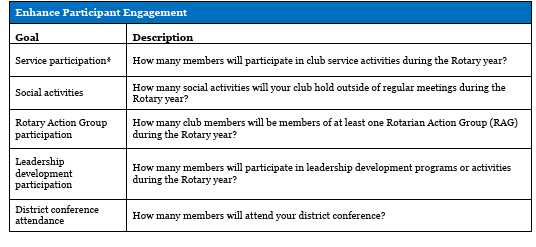 Enhance Participant Engagement
Goal Description
Service participation* How many members will participate in club service activities during the Rotary year?
Social activities How many social activities will your club hold outside of regular meetings during the
Rotary year?
Rotary Action Group
participation
How many club members will be members of at least one Rotarian Action Group (RAG)
during the Rotary year?
Leadership
development
participation
How many members will participate in leadership development programs or activities
during the Rotary year?
District conference
attendance
How many members will attend your district conference?